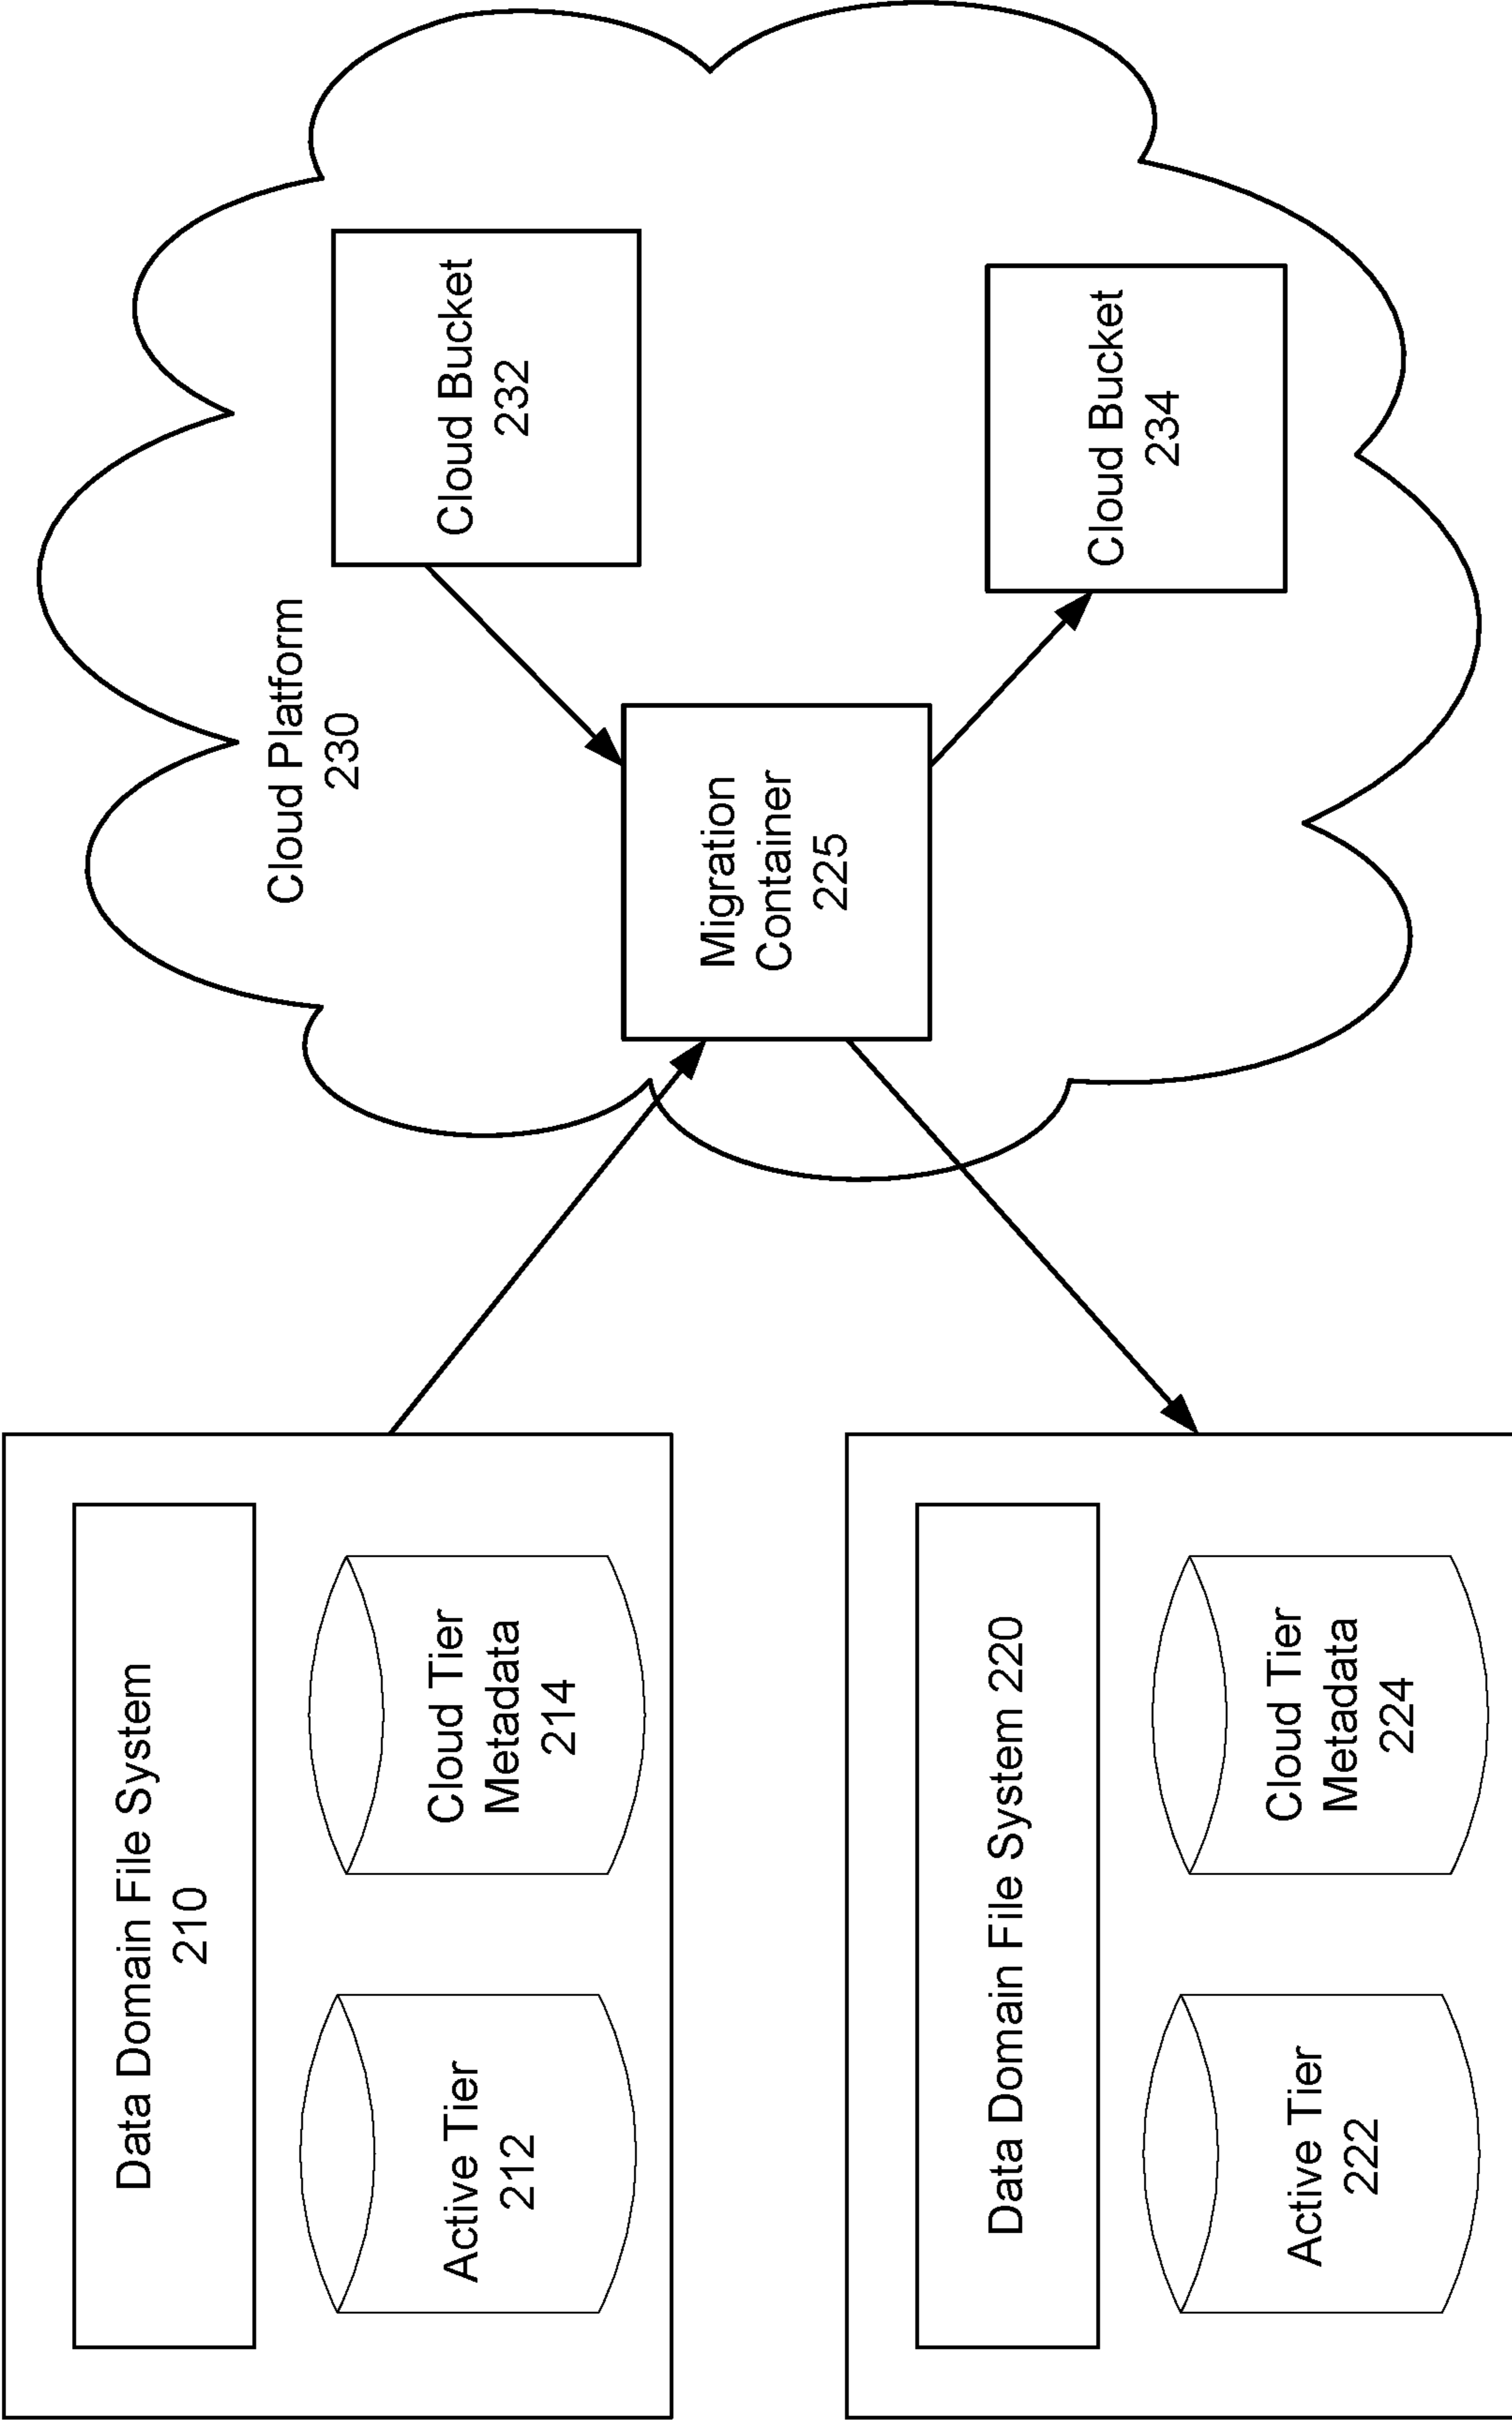 Data Domain File System
210
Active Tier
212
Cloud Tier
Metadata
214
Data Domain File System 220
Active Tier
222
Cloud Tier
Metadata
224
Cloud Platform
230
Migration
Container
225
Cloud Bucket
232
Cloud Bucket
234